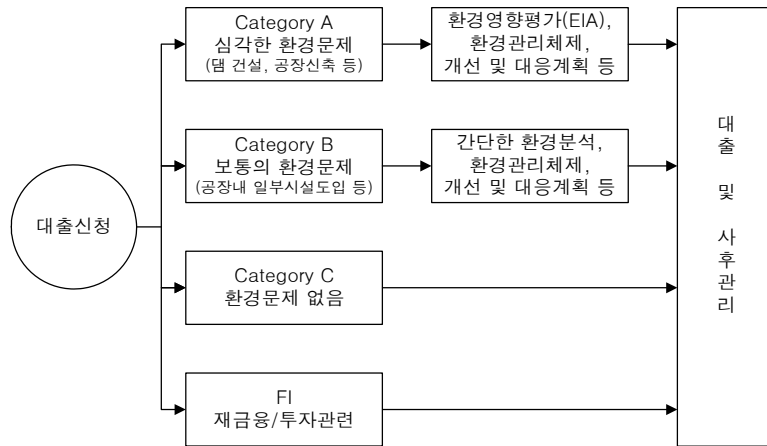 대출신청
Category A
심각한 환경문제
(댐 건설, 공장신축 등)
환경영향평가(EIA),
환경관리체제,
개선 및 대응계획 등
Category B
보통의 환경문제
(공장내 일부시설도입 등)
간단한 환경분석,
환경관리체제,
개선 및 대응계획 등
Category C
환경문제 없음
FI
재금융/투자관련
대출 및 사후관리